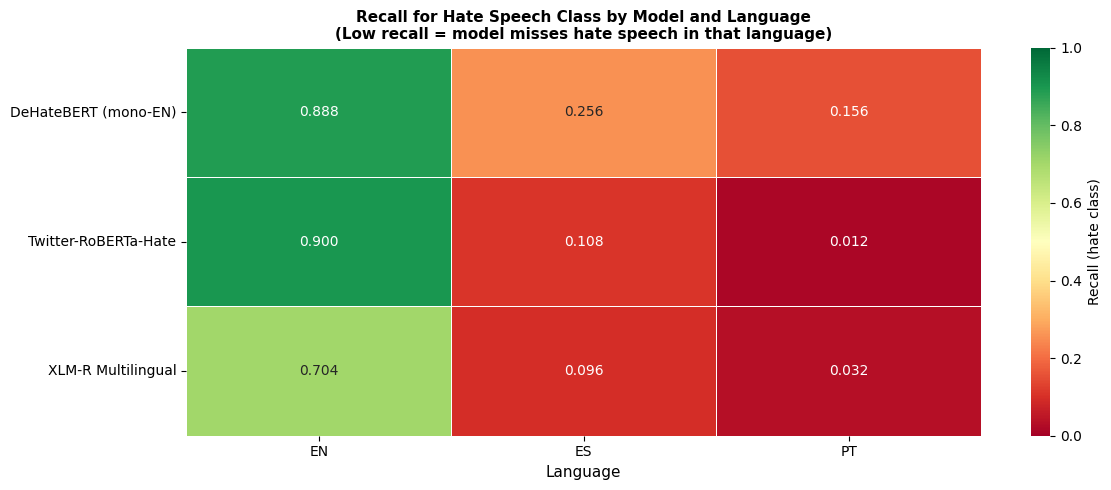 Recall for Hate Speech Class by Model and Language
(Low recall = model misses hate speech in that language)
DeHateBERT (mono-EN)
0.888
0.256
0.156
Twitter-RoBERTa-Hate
0.900
0.108
0.012
XLM-R Multilingual
0.704
0.096
0.032
EN
ES
PT
Language
1.0
0.8
0.6
0.4
0.2
0.0
Recall (hate class)